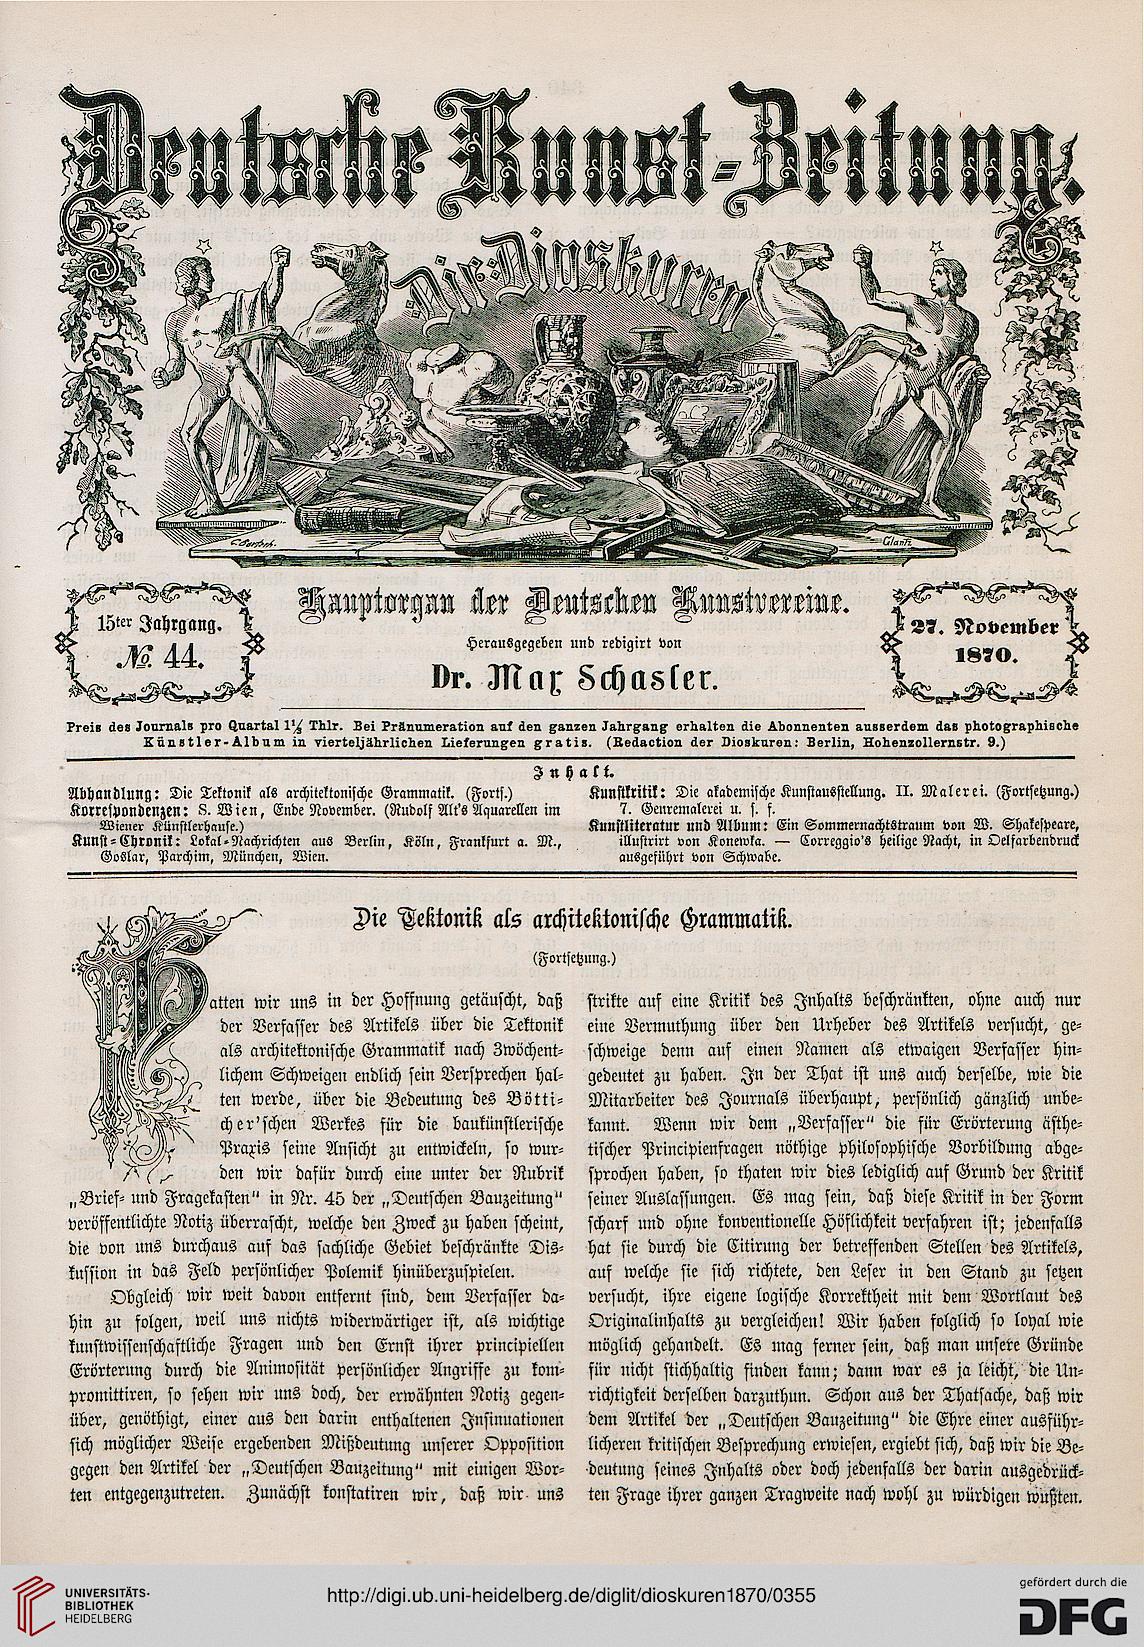 Deutsche Kunst-Zeitung.
Die Dioskuren
C. Bartsch.
Glantz
15ter Jahrgang.
No. 44.
Hauptorgan der Deutschen Kunstvereine.
Herausgegeben und redigirt von
Dr. Max Schasler.
27. November
1870.
Preis des Journals pro Quartal 1½ Thlr. Bei Pränumeration auf den ganzen Jahrgang erhalten die Abonnenten ausserdem das photographische
Künstler-Album in vierteljährlichen Lieferungen gratis. (Redaction der Dioskuren: Berlin, Hohenzollernstr. 9.)
Inhalt.
Abhandlung: Die Tektonik als architektonische Grammatik. (Forts.)
Korrespondenzen: S. Wien, Ende November. (Rudolf Alt's Aquarellen im
Wiener Künstlerhause.)
Kunst-Chronik: Lokal-Nachrichten aus Berlin, Köln, Frankfurt a. M.,
Goslar, Parchim, München, Wien.
Kunstkritik: Die akademische Kunstausstellung. II. Malerei. (Fortsetzung.)
7. Genremalerei u. s. f.
Kunstliteratur und Album: Ein Sommernachtstraum von W. Shakespeare,
illustrirt von Konewka. — Correggio's heilige Nacht, in Oelfarbendruck
ausgeführt von Schwabe.
Die Tektonik als architektonische Grammatik.
(Fortsetzung.)
Hatten wir uns in der Hoffnung getäuscht, daß
der Verfasser des Artikels über die Tektonik
als architektonische Grammatik nach 3wöchent-
lichem Schweigen endlich sein Versprechen hal-
ten werde, über die Bedeutung des Bötti-
cher'schen Werkes für die baukünstlerische
Praxis seine Ansicht zu entwickeln, so wur-
den wir dafür durch eine unter der Rubrik
„Brief- und Fragekasten" in Nr. 45 der „Deutschen Bauzeitung"
veröffentlichte Notiz überrascht, welche den Zweck zu haben scheint,
die von uns durchaus auf das sachliche Gebiet beschränkte Dis-
kussion in das Feld persönlicher Polemik hinüberzuspielen.
Obgleich wir weit davon entfernt sind, dem Verfasser da-
hin zu folgen, weil uns nichts widerwärtiger ist, als wichtige
kunstwissenschaftliche Fragen und den Ernst ihrer principiellen
Erörterung durch die Animosität persönlicher Angriffe zu kom-
promittiren, so sehen wir uns doch, der erwähnten Notiz gegen-
über, genöthigt, einer aus den darin enthaltenen Insinuationen
sich möglicher Weise ergebenden Mißdeutung unserer Opposition
gegen den Artikel der „Deutschen Bauzeitung" mit einigen Wor-
ten entgegenzutreten. Zunächst konstatiren wir, daß wir uns
strikte auf eine Kritik des Inhalts beschränkten, ohne auch nur
eine Vermuthung über den Urheber des Artikels versucht, ge-
schweige denn auf einen Namen als etwaigen Verfasser hin-
gedeutet zu haben. In der That ist uns auch derselbe, wie die
Mitarbeiter des Journals überhaupt, persönlich gänzlich unbe-
kannt. Wenn wir dem „Verfasser" die für Erörterung ästhe-
tischer Principienfragen nöthige philosophische Vorbildung abge-
sprochen haben, so thaten wir dies lediglich auf Grund der Kritik
seiner Auslassungen. Es mag sein, daß diese Kritik in der Form
scharf und ohne konventionelle Höflichkeit verfahren ist; jedenfalls
hat sie durch die Citirung der betreffenden Stellen des Artikels,
auf welche sie sich richtete, den Leser in den Stand zu setzen
versucht, ihre eigene logische Korrektheit mit dem Wortlaut des
Originalinhalts zu vergleichen! Wir haben folglich so loyal wie
möglich gehandelt. Es mag ferner sein, daß man unsere Gründe
für nicht stichhaltig finden kann; dann war es ja leicht, die Un-
richtigkeit derselben darzuthun. Schon aus der Thatsache, daß wir
dem Artikel der „Deutschen Bauzeitung" die Ehre einer ausführ-
licheren kritischen Besprechung erwiesen, ergiebt sich, daß wir die Be-
deutung seines Inhalts oder doch jedenfalls der darin ausgedrück-
ten Frage ihrer ganzen Tragweite nach wohl zu würdigen wußten.
UNIVERSITÄTS-
BIBLIOTHEK
HEIDELBERG
http://digi.ub.uni-heidelberg.de/diglit/dioskuren1870/0355
gefördert durch die
DFG